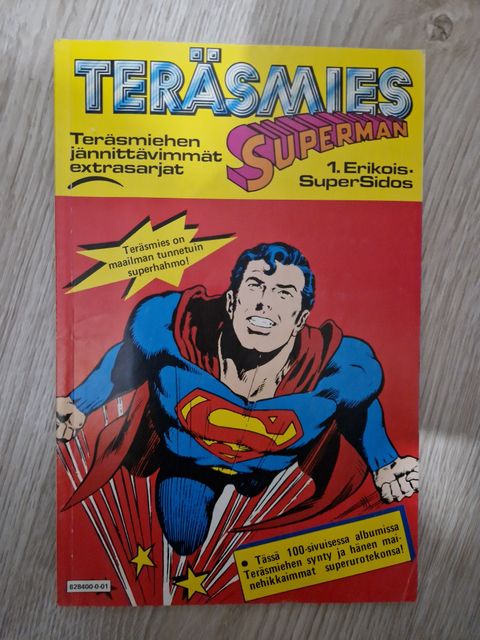 TERÄSMIES
SUPERMAN
Teräsmiehen
jännittävimmät
extrasarjat
1. Erikois-
SuperSidos
Teräsmies on
maailman tunnetuin
superhahmo!
S
• Tässä 100-sivuisessa albumissa
Teräsmiehen synty ja hänen mai-
nehikkaimmat superurotekonsa!
828400-0-01